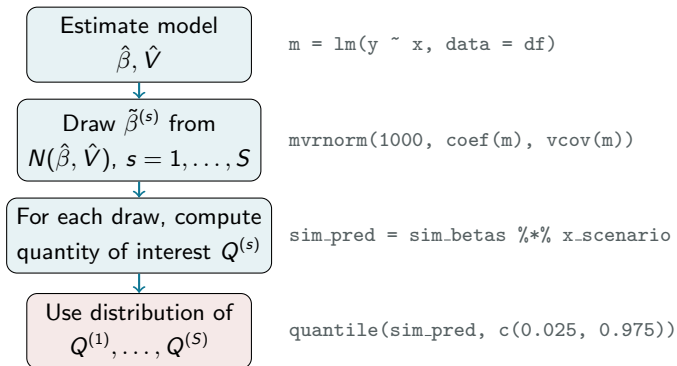 Estimate model
β̂, V̂
m = lm(y ~ x, data = df)
Draw β̃⁽ˢ⁾ from
N(β̂, V̂), s = 1, . . . , S
mvrnorm(1000, coef(m), vcov(m))
For each draw, compute
quantity of interest Q⁽ˢ⁾
sim_pred = sim_betas %*% x_scenario
Use distribution of
Q⁽¹⁾, . . . , Q⁽ˢ⁾
quantile(sim_pred, c(0.025, 0.975))